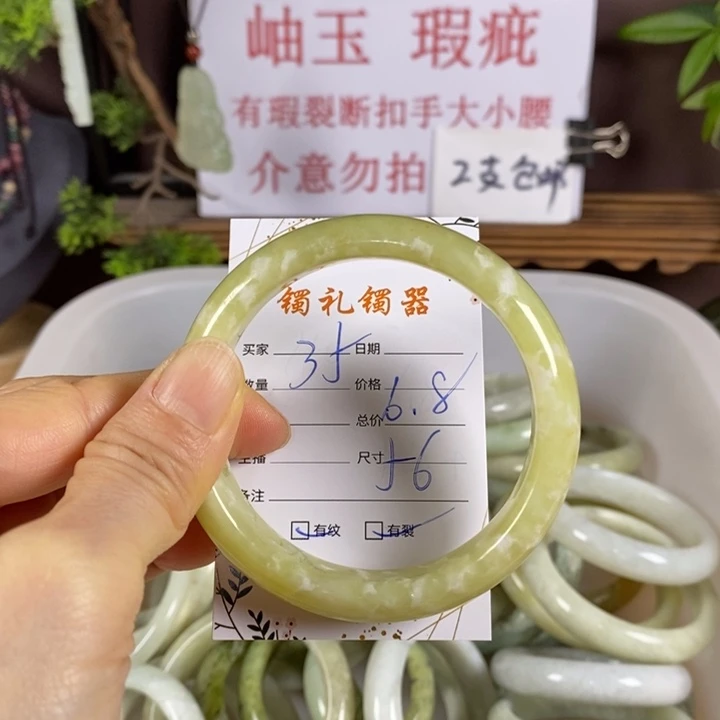 岫玉 瑕疵
有瑕裂断扣手大小腰
介意勿拍
2支包邮
镯礼镯器
买家 35 日期
数量 价格 6.8
总价
主播 尺寸 56
备注
有纹 有裂